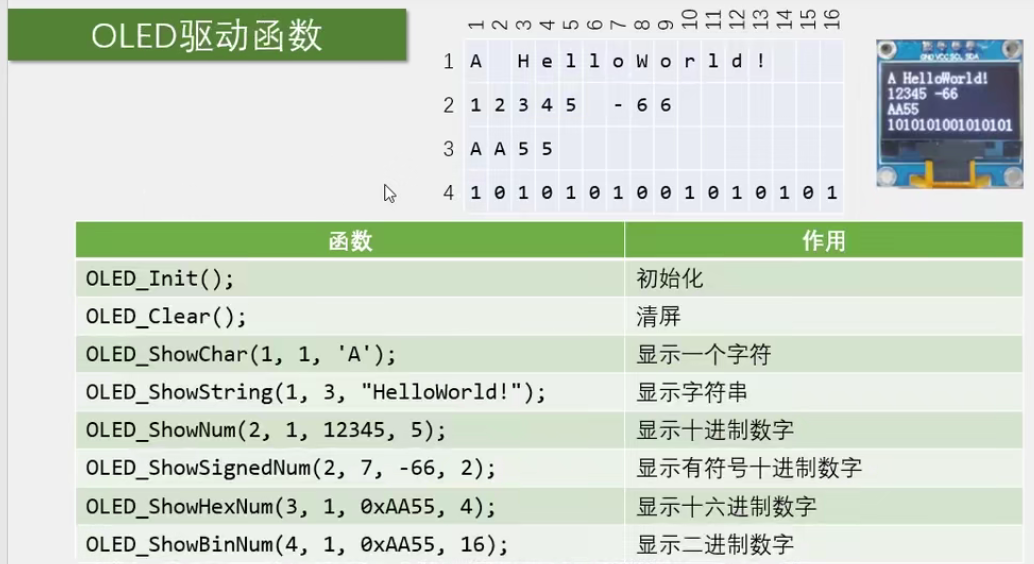 OLED驱动函数
1 2 3 4 5 6 7 8 9 10 11 12 13 14 15 16
1 A H e l l o W o r l d !
2 1 2 3 4 5 - 6 6
3 A A 5 5
4 1 0 1 0 1 0 1 0 0 1 0 1 0 1 0 1
GND VCC SCL SDA
A HelloWorld!
12345 -66
AA55
1010101001010101
函数 作用
OLED_Init(); 初始化
OLED_Clear(); 清屏
OLED_ShowChar(1, 1, 'A'); 显示一个字符
OLED_ShowString(1, 3, "HelloWorld!"); 显示字符串
OLED_ShowNum(2, 1, 12345, 5); 显示十进制数字
OLED_ShowSignedNum(2, 7, -66, 2); 显示有符号十进制数字
OLED_ShowHexNum(3, 1, 0xAA55, 4); 显示十六进制数字
OLED_ShowBinNum(4, 1, 0xAA55, 16); 显示二进制数字